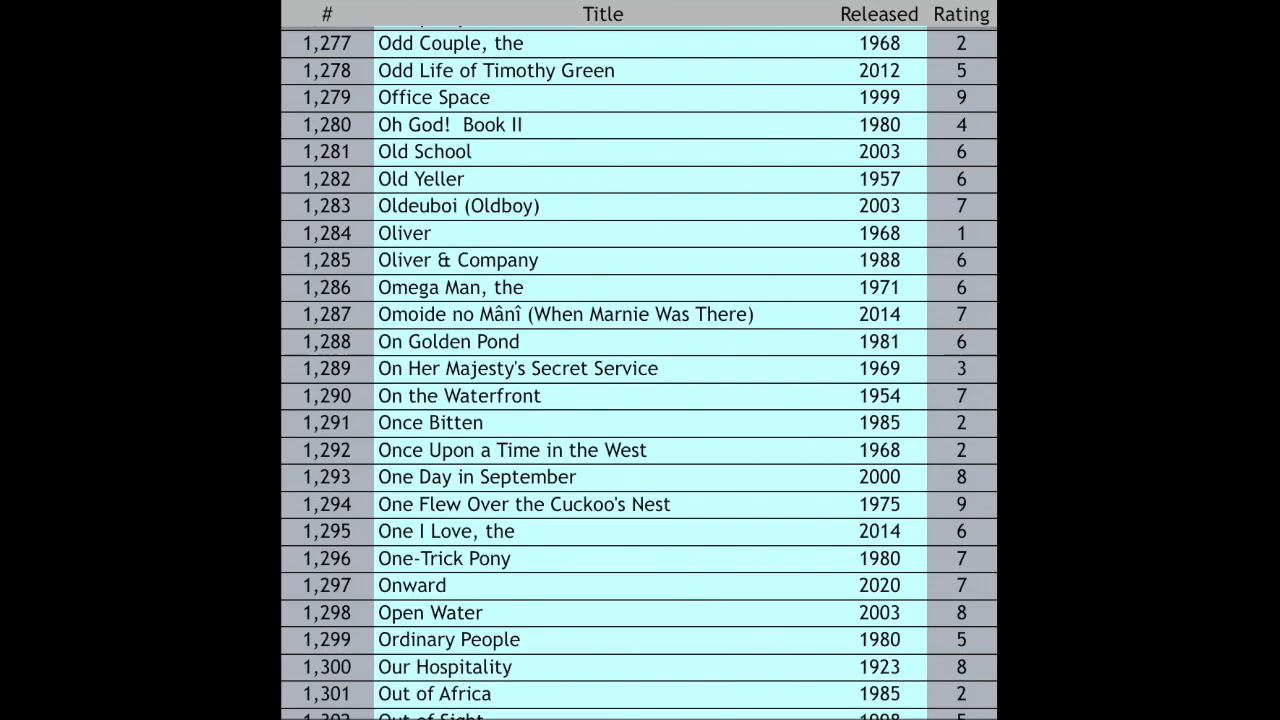 # Title Released Rating
1,277 Odd Couple, the 1968 2
1,278 Odd Life of Timothy Green 2012 5
1,279 Office Space 1999 9
1,280 Oh God!  Book II 1980 4
1,281 Old School 2003 6
1,282 Old Yeller 1957 6
1,283 Oldeuboi (Oldboy) 2003 7
1,284 Oliver 1968 1
1,285 Oliver & Company 1988 6
1,286 Omega Man, the 1971 6
1,287 Omoide no Mânî (When Marnie Was There) 2014 7
1,288 On Golden Pond 1981 6
1,289 On Her Majesty's Secret Service 1969 3
1,290 On the Waterfront 1954 7
1,291 Once Bitten 1985 2
1,292 Once Upon a Time in the West 1968 2
1,293 One Day in September 2000 8
1,294 One Flew Over the Cuckoo's Nest 1975 9
1,295 One I Love, the 2014 6
1,296 One-Trick Pony 1980 7
1,297 Onward 2020 7
1,298 Open Water 2003 8
1,299 Ordinary People 1980 5
1,300 Our Hospitality 1923 8
1,301 Out of Africa 1985 2
1,302 Out of Sight 1998 5